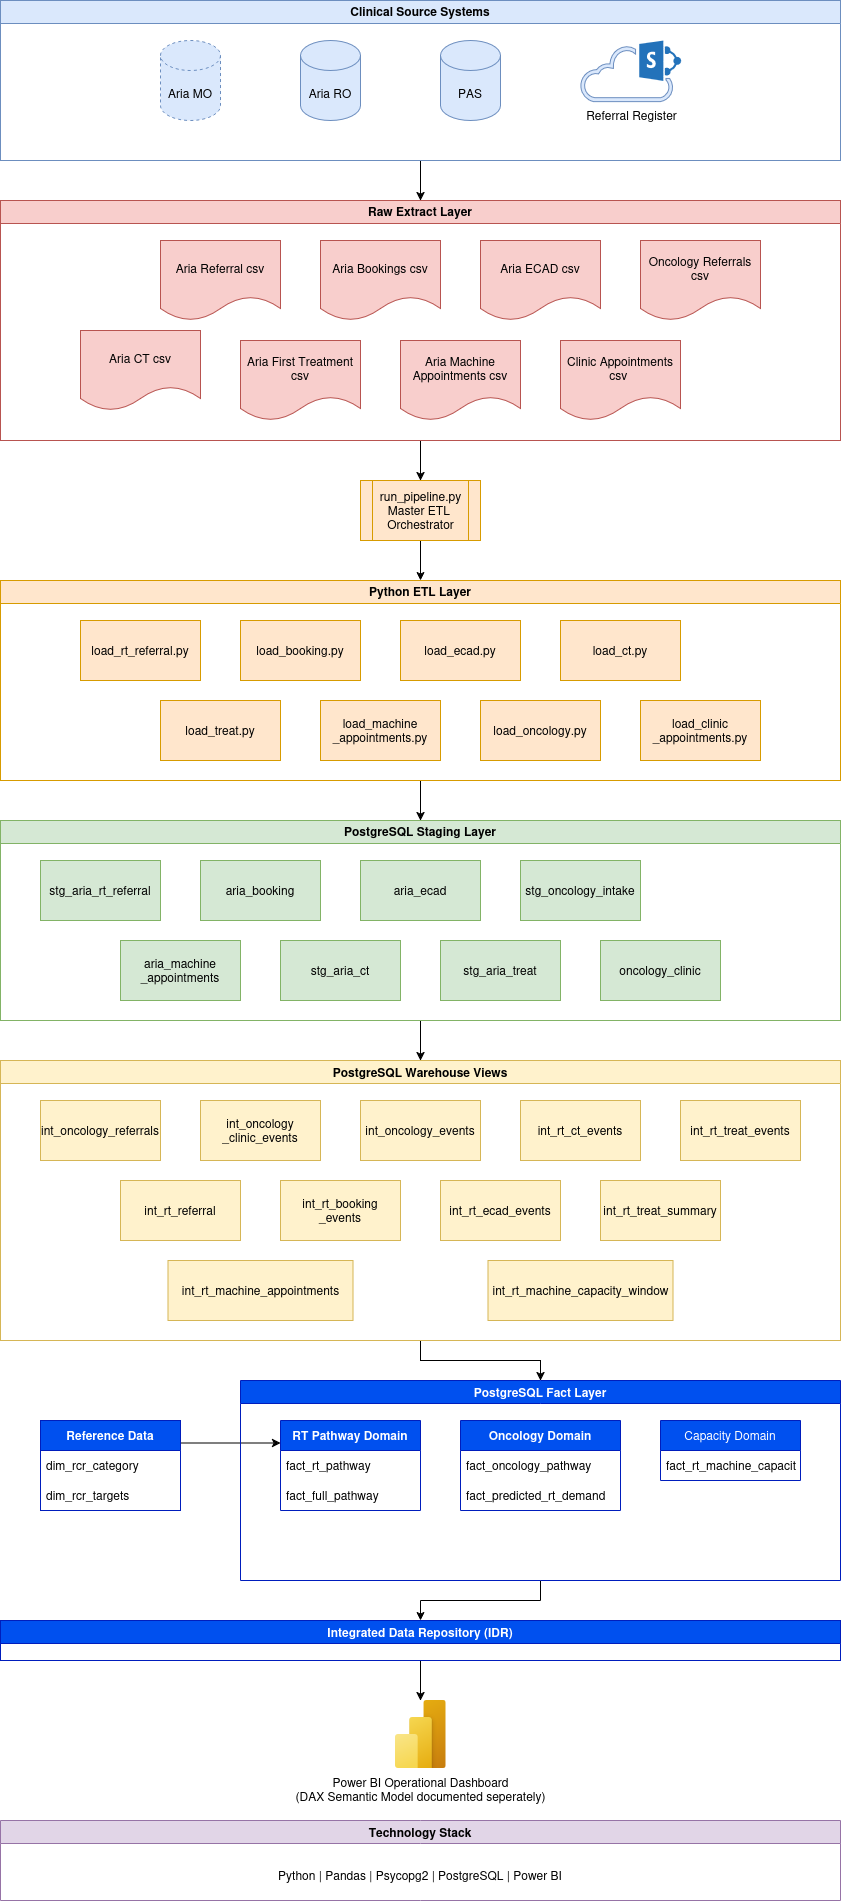 Clinical Source Systems
Aria MO
Aria RO
PAS
S
Referral Register
Raw Extract Layer
Aria Referral csv
Aria Bookings csv
Aria ECAD csv
Oncology Referrals
csv
Aria CT csv
Aria First Treatment
csv
Aria Machine
Appointments csv
Clinic Appointments
csv
run_pipeline.py
Master ETL
Orchestrator
Python ETL Layer
load_rt_referral.py
load_booking.py
load_ecad.py
load_ct.py
load_treat.py
load_machine
_appointments.py
load_oncology.py
load_clinic
_appointments.py
PostgreSQL Staging Layer
stg_aria_rt_referral
aria_booking
aria_ecad
stg_oncology_intake
aria_machine
_appointments
stg_aria_ct
stg_aria_treat
oncology_clinic
PostgreSQL Warehouse Views
int_oncology_referrals
int_oncology
_clinic_events
int_oncology_events
int_rt_ct_events
int_rt_treat_events
int_rt_referral
int_rt_booking
_events
int_rt_ecad_events
int_rt_treat_summary
int_rt_machine_appointments
int_rt_machine_capacity_window
PostgreSQL Fact Layer
Reference Data
dim_rcr_category
dim_rcr_targets
RT Pathway Domain
fact_rt_pathway
fact_full_pathway
Oncology Domain
fact_oncology_pathway
fact_predicted_rt_demand
Capacity Domain
fact_rt_machine_capacit
Integrated Data Repository (IDR)
Power BI Operational Dashboard
(DAX Semantic Model documented seperately)
Technology Stack
Python | Pandas | Psycopg2 | PostgreSQL | Power BI